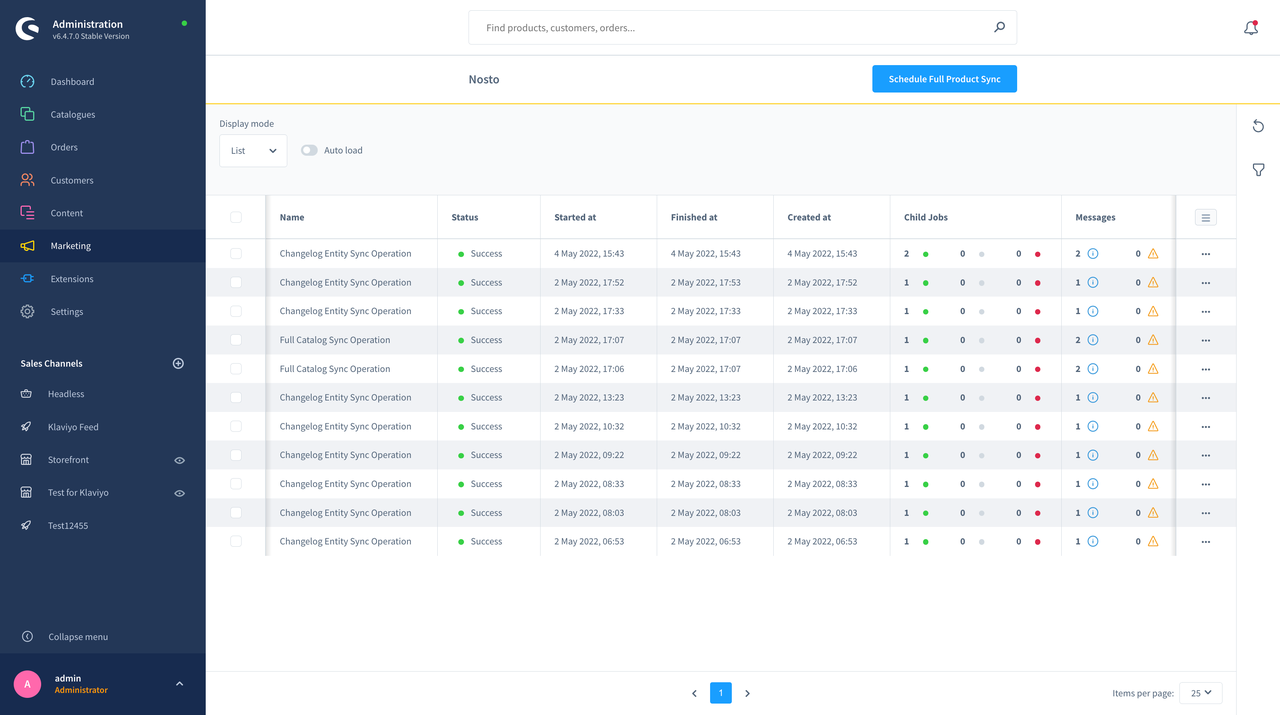 Administration
v6.4.7.0 Stable Version
Dashboard
Catalogues
Orders
Customers
Content
Marketing
Extensions
Settings
Sales Channels
Headless
Klaviyo Feed
Storefront
Test for Klaviyo
Test12455
Collapse menu
A
admin
Administrator
Find products, customers, orders...
Nosto
Schedule Full Product Sync
Display mode
List
Auto load
Name Status Started at Finished at Created at Child Jobs Messages
Changelog Entity Sync Operation Success 4 May 2022, 15:43 4 May 2022, 15:43 4 May 2022, 15:43 2 0 0 2 0
Changelog Entity Sync Operation Success 2 May 2022, 17:52 2 May 2022, 17:53 2 May 2022, 17:52 1 0 0 1 0
Changelog Entity Sync Operation Success 2 May 2022, 17:33 2 May 2022, 17:33 2 May 2022, 17:33 1 0 0 1 0
Full Catalog Sync Operation Success 2 May 2022, 17:07 2 May 2022, 17:07 2 May 2022, 17:07 1 0 0 2 0
Full Catalog Sync Operation Success 2 May 2022, 17:06 2 May 2022, 17:07 2 May 2022, 17:06 1 0 0 2 0
Changelog Entity Sync Operation Success 2 May 2022, 13:23 2 May 2022, 13:23 2 May 2022, 13:23 1 0 0 1 0
Changelog Entity Sync Operation Success 2 May 2022, 10:32 2 May 2022, 10:32 2 May 2022, 10:32 1 0 0 1 0
Changelog Entity Sync Operation Success 2 May 2022, 09:22 2 May 2022, 09:22 2 May 2022, 09:22 1 0 0 1 0
Changelog Entity Sync Operation Success 2 May 2022, 08:33 2 May 2022, 08:33 2 May 2022, 08:33 1 0 0 1 0
Changelog Entity Sync Operation Success 2 May 2022, 08:03 2 May 2022, 08:03 2 May 2022, 08:03 1 0 0 1 0
Changelog Entity Sync Operation Success 2 May 2022, 06:53 2 May 2022, 06:53 2 May 2022, 06:53 1 0 0 1 0
1
Items per page: 25